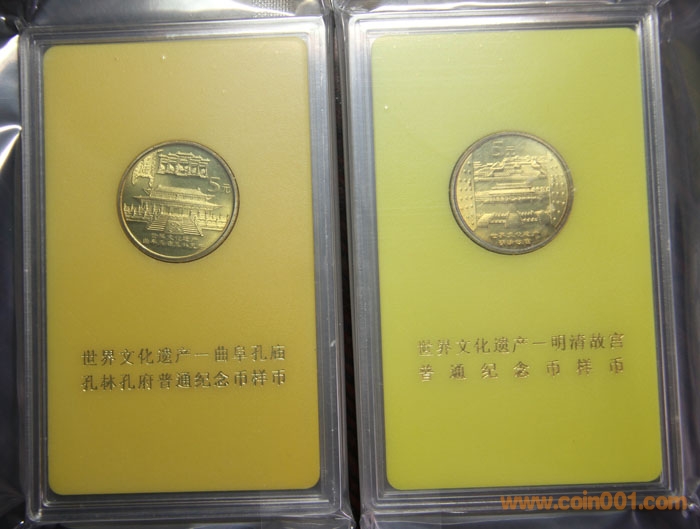 5元
世界文化遗产—曲阜孔庙
孔林孔府普通纪念币样币
5元
世界文化遗产—明清故宫
普通纪念币样币
www.coin001.com